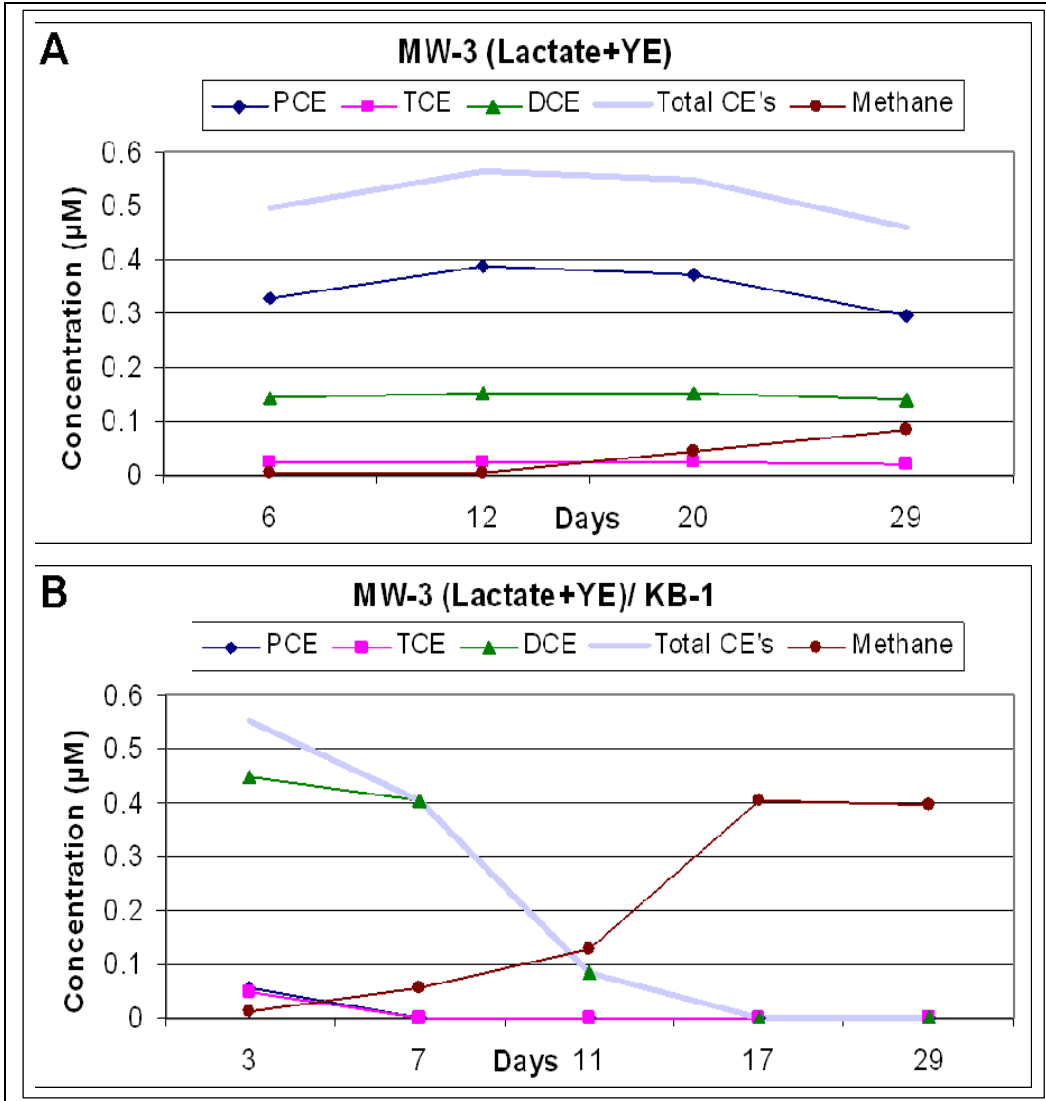 A
MW-3 (Lactate+YE)
PCE TCE DCE Total CE's Methane
Concentration (µM)
0.6
0.5
0.4
0.3
0.2
0.1
0
6 12 Days 20 29
B
MW-3 (Lactate+YE)/ KB-1
PCE TCE DCE Total CE's Methane
Concentration (µM)
0.6
0.5
0.4
0.3
0.2
0.1
0
3 7 Days 11 17 29